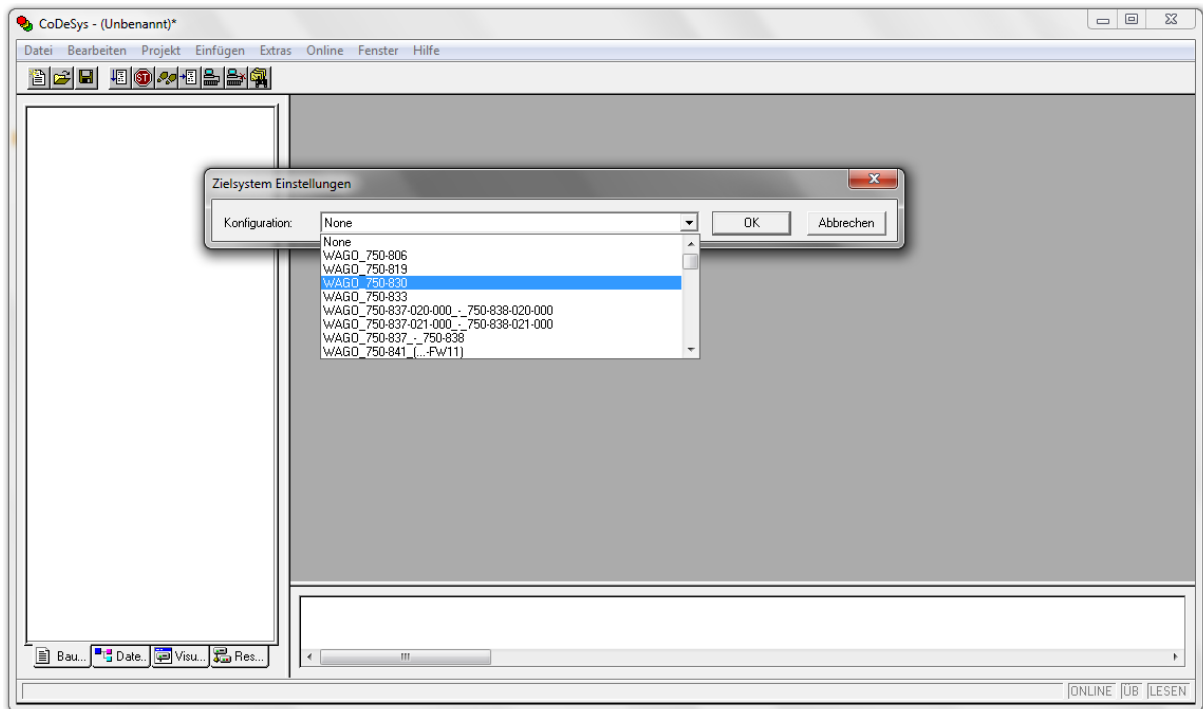 CoDeSys - (Unbenannt)*
Datei Bearbeiten Projekt Einfügen Extras Online Fenster Hilfe
ST
Zielsystem Einstellungen
Konfiguration: None OK Abbrechen
None
WAGO_750-806
WAGO_750-819
WAGO_750-830
WAGO_750-833
WAGO_750-837-020-000_-_750-838-020-000
WAGO_750-837-021-000_-_750-838-021-000
WAGO_750-837_-_750-838
WAGO_750-841_(...-FW11)
Bau... Date.. Visu... Res...
ONLINE ÜB LESEN